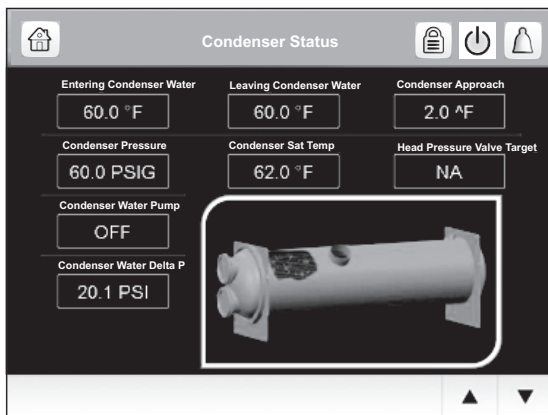 Condenser Status
Entering Condenser Water Leaving Condenser Water Condenser Approach
60.0 °F 60.0 °F 2.0 ^F
Condenser Pressure Condenser Sat Temp Head Pressure Valve Target
60.0 PSIG 62.0 °F NA
Condenser Water Pump
OFF
Condenser Water Delta P
20.1 PSI